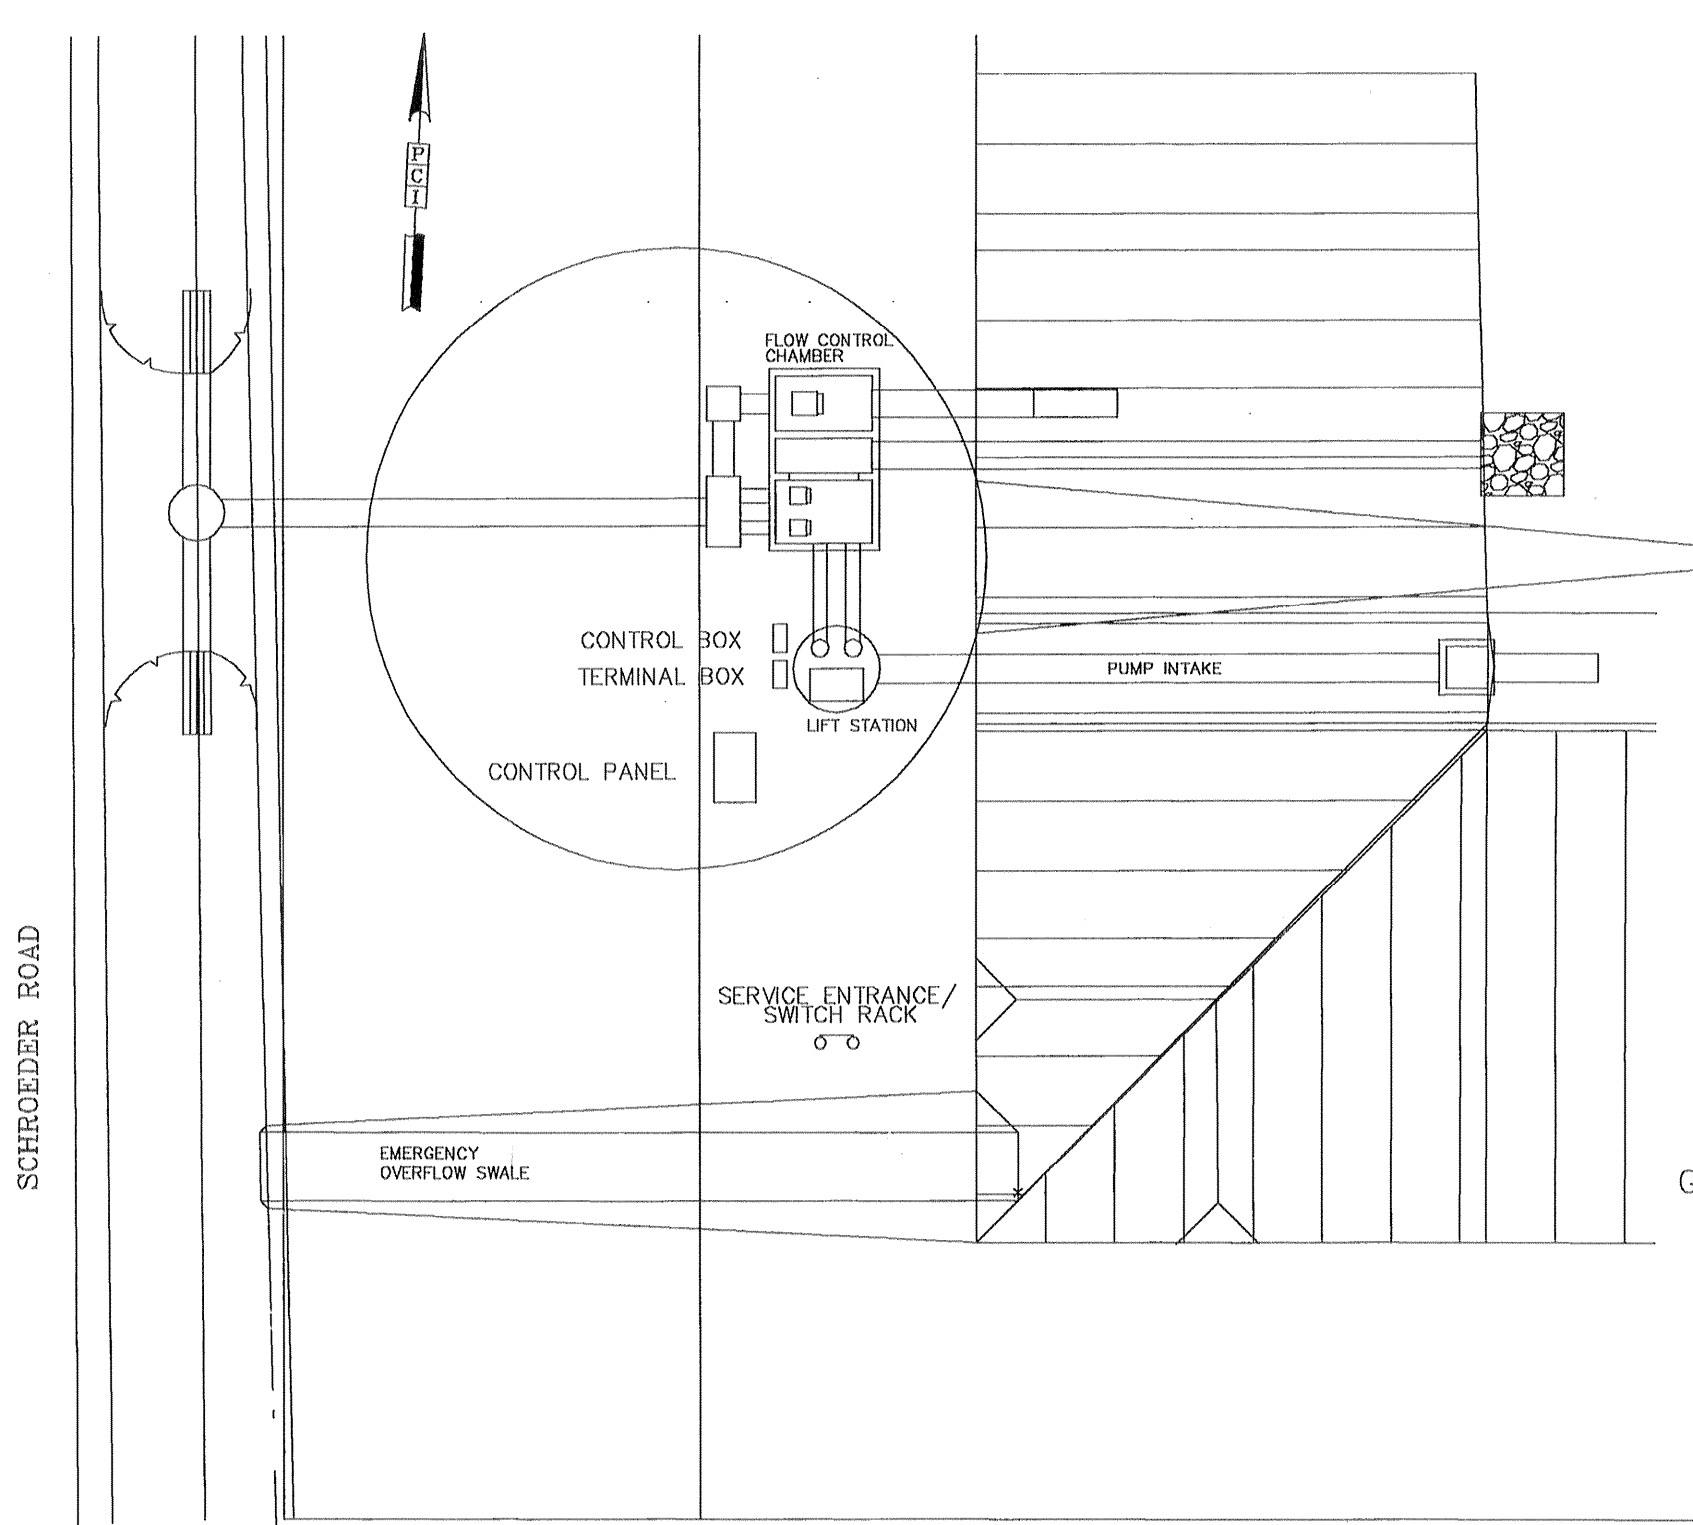 P
C
I
FLOW CONTROL
CHAMBER
CONTROL BOX
TERMINAL BOX
PUMP INTAKE
LIFT STATION
CONTROL PANEL
SERVICE ENTRANCE/
SWITCH RACK
SCHROEDER ROAD
EMERGENCY
OVERFLOW SWALE